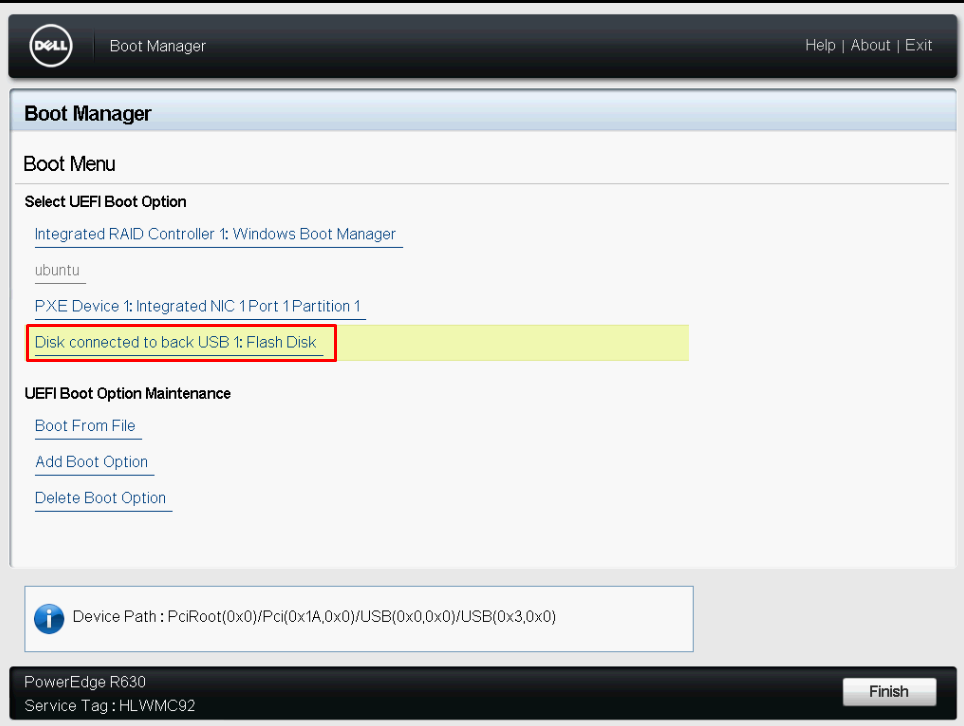 DELL
Boot Manager
Help | About | Exit
Boot Manager
Boot Menu
Select UEFI Boot Option
Integrated RAID Controller 1: Windows Boot Manager
ubuntu
PXE Device 1: Integrated NIC 1 Port 1 Partition 1
Disk connected to back USB 1: Flash Disk
UEFI Boot Option Maintenance
Boot From File
Add Boot Option
Delete Boot Option
Device Path : PciRoot(0x0)/Pci(0x1A,0x0)/USB(0x0,0x0)/USB(0x3,0x0)
PowerEdge R630
Service Tag : HLWMC92
Finish